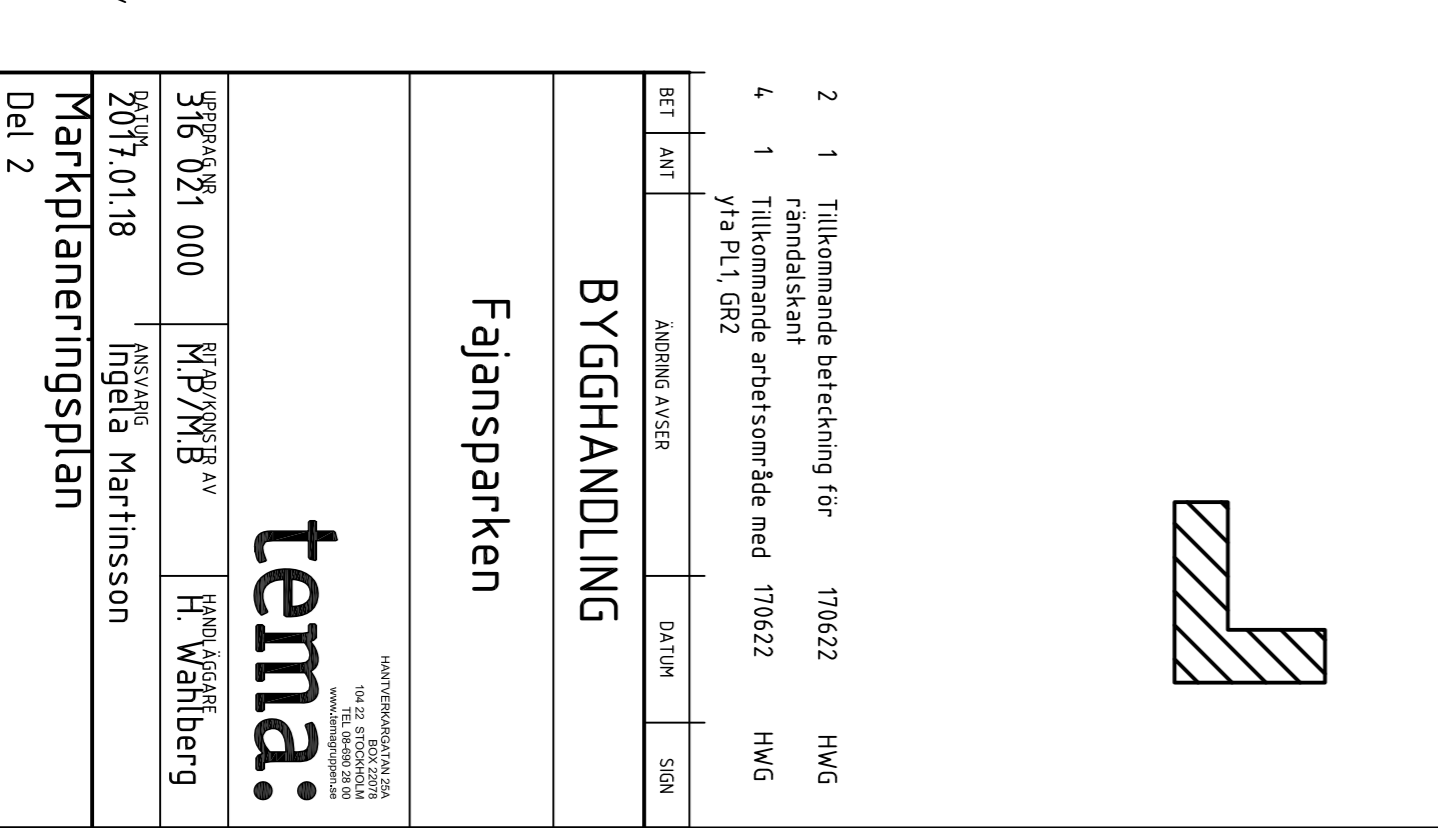 2 1 Tillkommande beteckning för 170622 HWG
ränndalskant
4 1 Tillkommande arbetsområde med 170622 HWG
yta PL1, GR2
BET ANT ÄNDRING AVSER DATUM SIGN
BYGGHANDLING
Fajansparken
tema:
HANTVERKARGATAN 25A
BOX 22078
104 22 STOCKHOLM
TEL 08-690 28 00
www.temagruppen.se
UPPDRAG NR RITAD/KONSTR AV HANDLÄGGARE
316 021 000 M.P/M.B H. Wahlberg
DATUM ANSVARIG
2017.01.18 Ingela Martinsson
Markplaneringsplan
Del 2